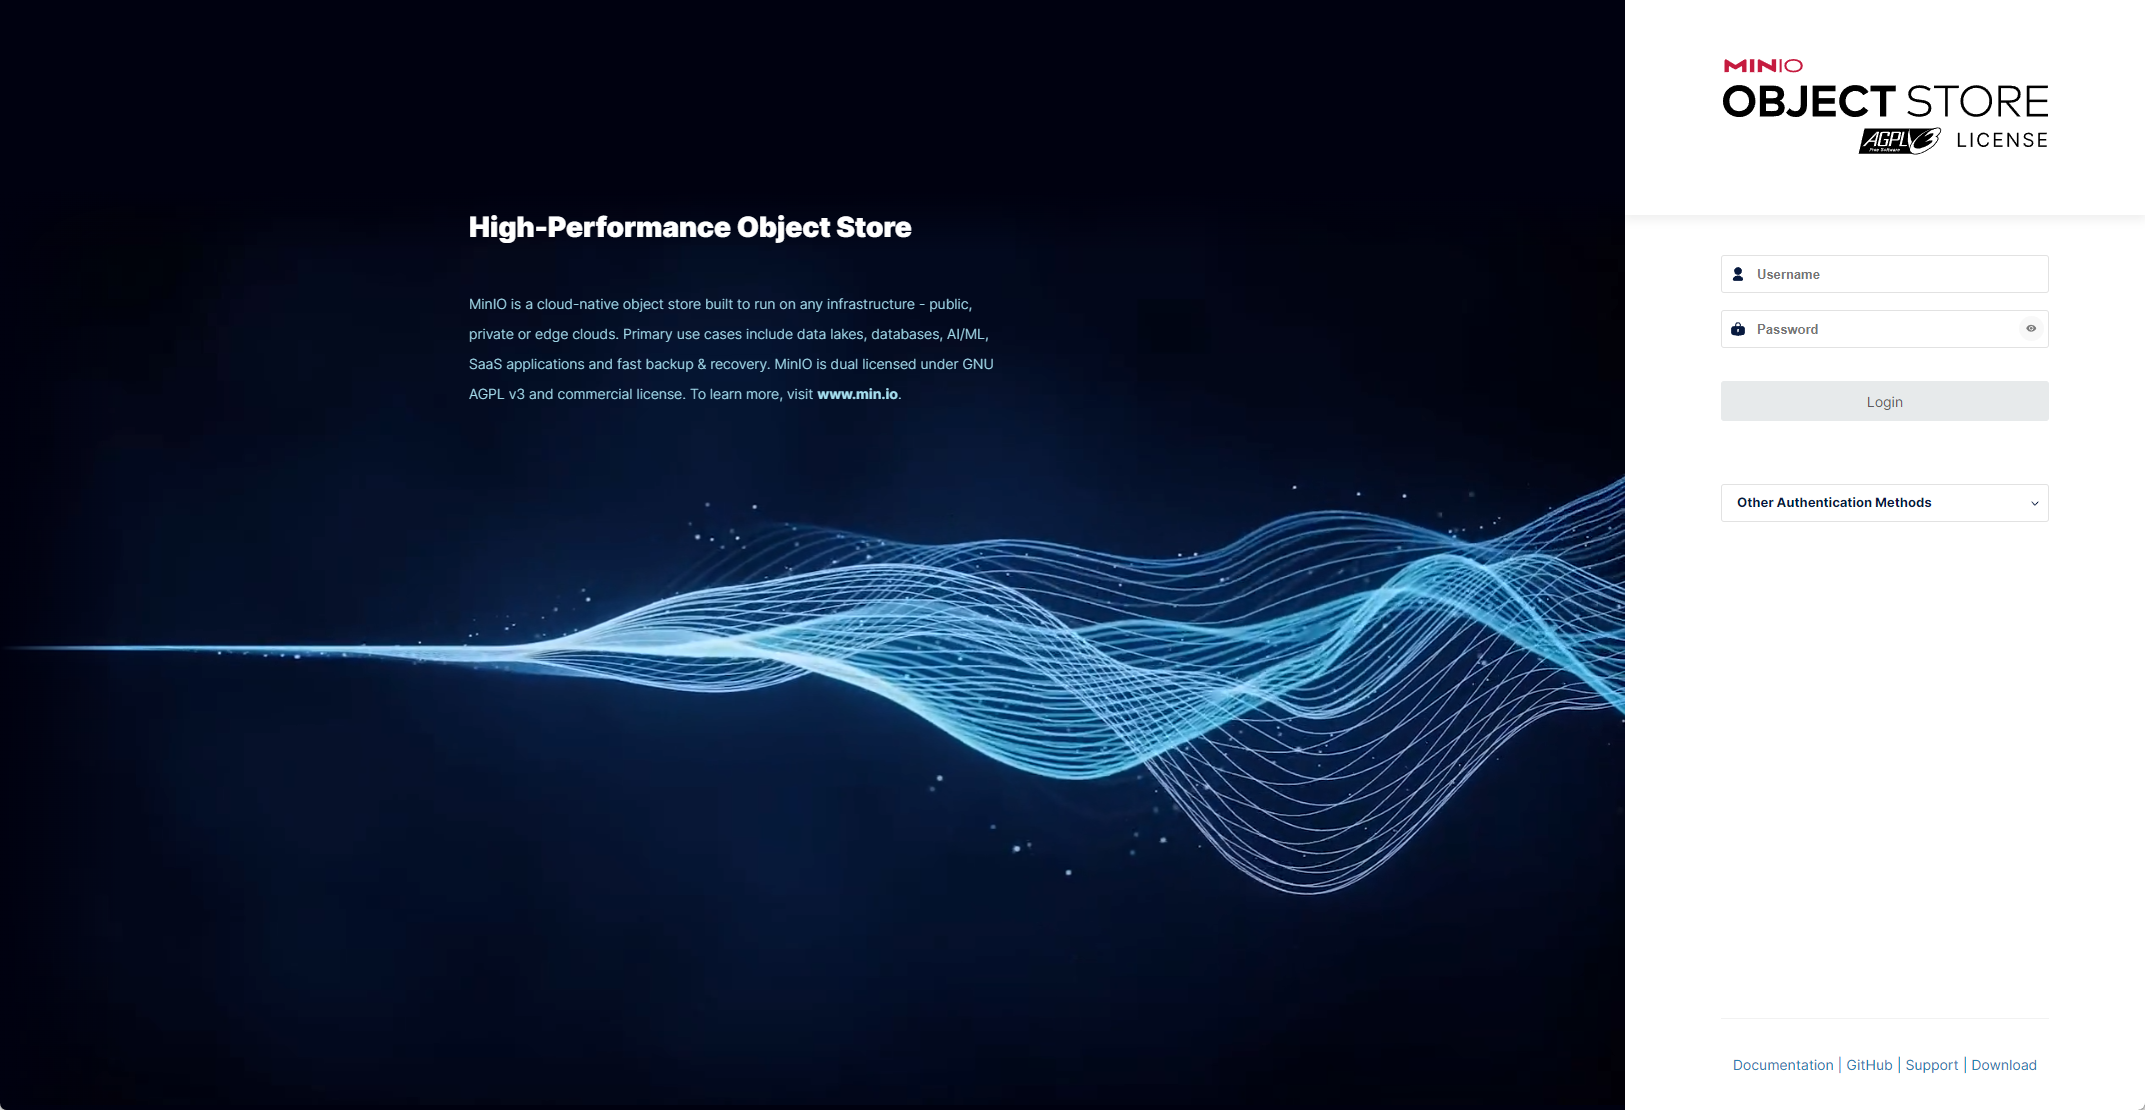 High-Performance Object Store
MinIO is a cloud-native object store built to run on any infrastructure - public,
private or edge clouds. Primary use cases include data lakes, databases, AI/ML,
SaaS applications and fast backup & recovery. MinIO is dual licensed under GNU
AGPL v3 and commercial license. To learn more, visit www.min.io.
MINIO
OBJECT STORE
AGPLv3 LICENSE
Free Software
Username
Password
Login
Other Authentication Methods
Documentation | GitHub | Support | Download